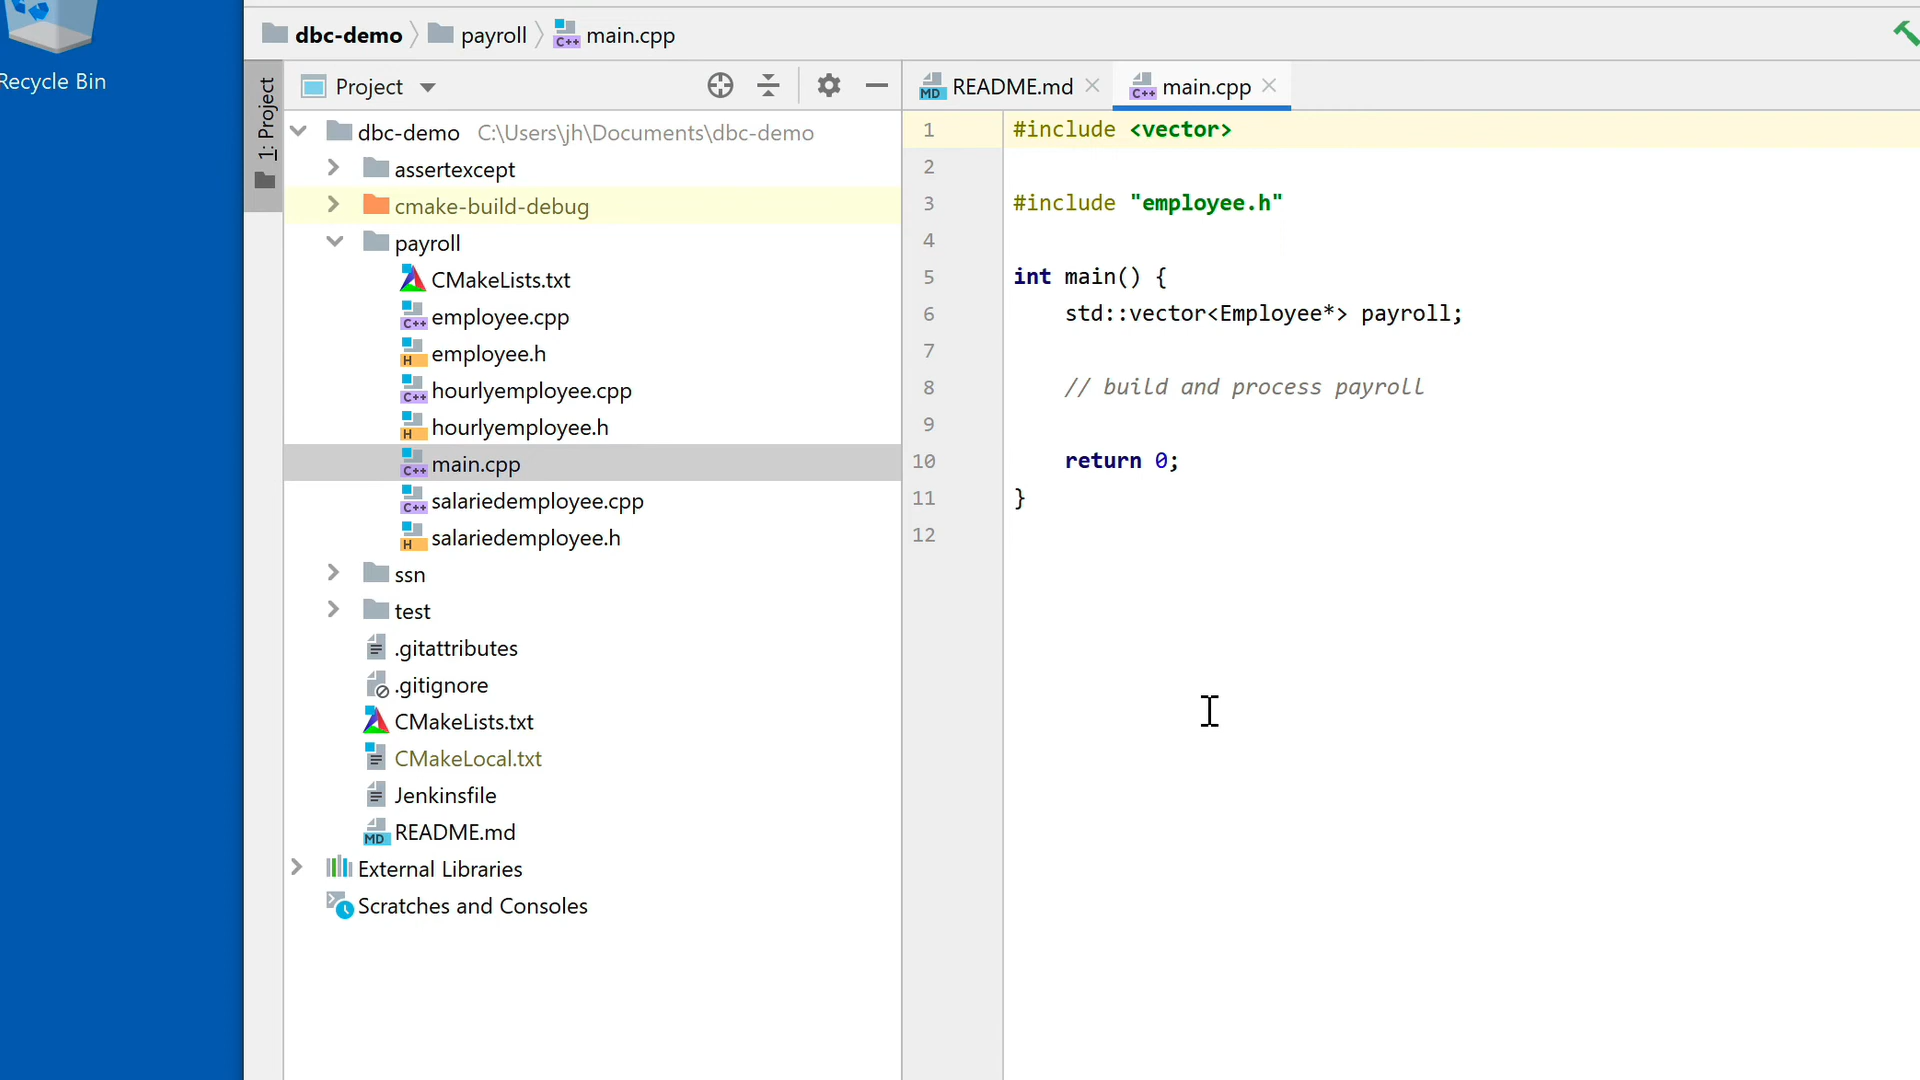 Recycle Bin
dbc-demo payroll C++ main.cpp
1: Project
Project
MD README.md C++ main.cpp
dbc-demo C:\Users\jh\Documents\dbc-demo
assertexcept
cmake-build-debug
payroll
CMakeLists.txt
C++ employee.cpp
H employee.h
C++ hourlyemployee.cpp
H hourlyemployee.h
C++ main.cpp
C++ salariedemployee.cpp
H salariedemployee.h
ssn
test
.gitattributes
.gitignore
CMakeLists.txt
CMakeLocal.txt
Jenkinsfile
MD README.md
External Libraries
Scratches and Consoles
1 #include <vector>
2
3 #include "employee.h"
4
5 int main() {
6 std::vector<Employee*> payroll;
7
8 // build and process payroll
9
10 return 0;
11 }
12